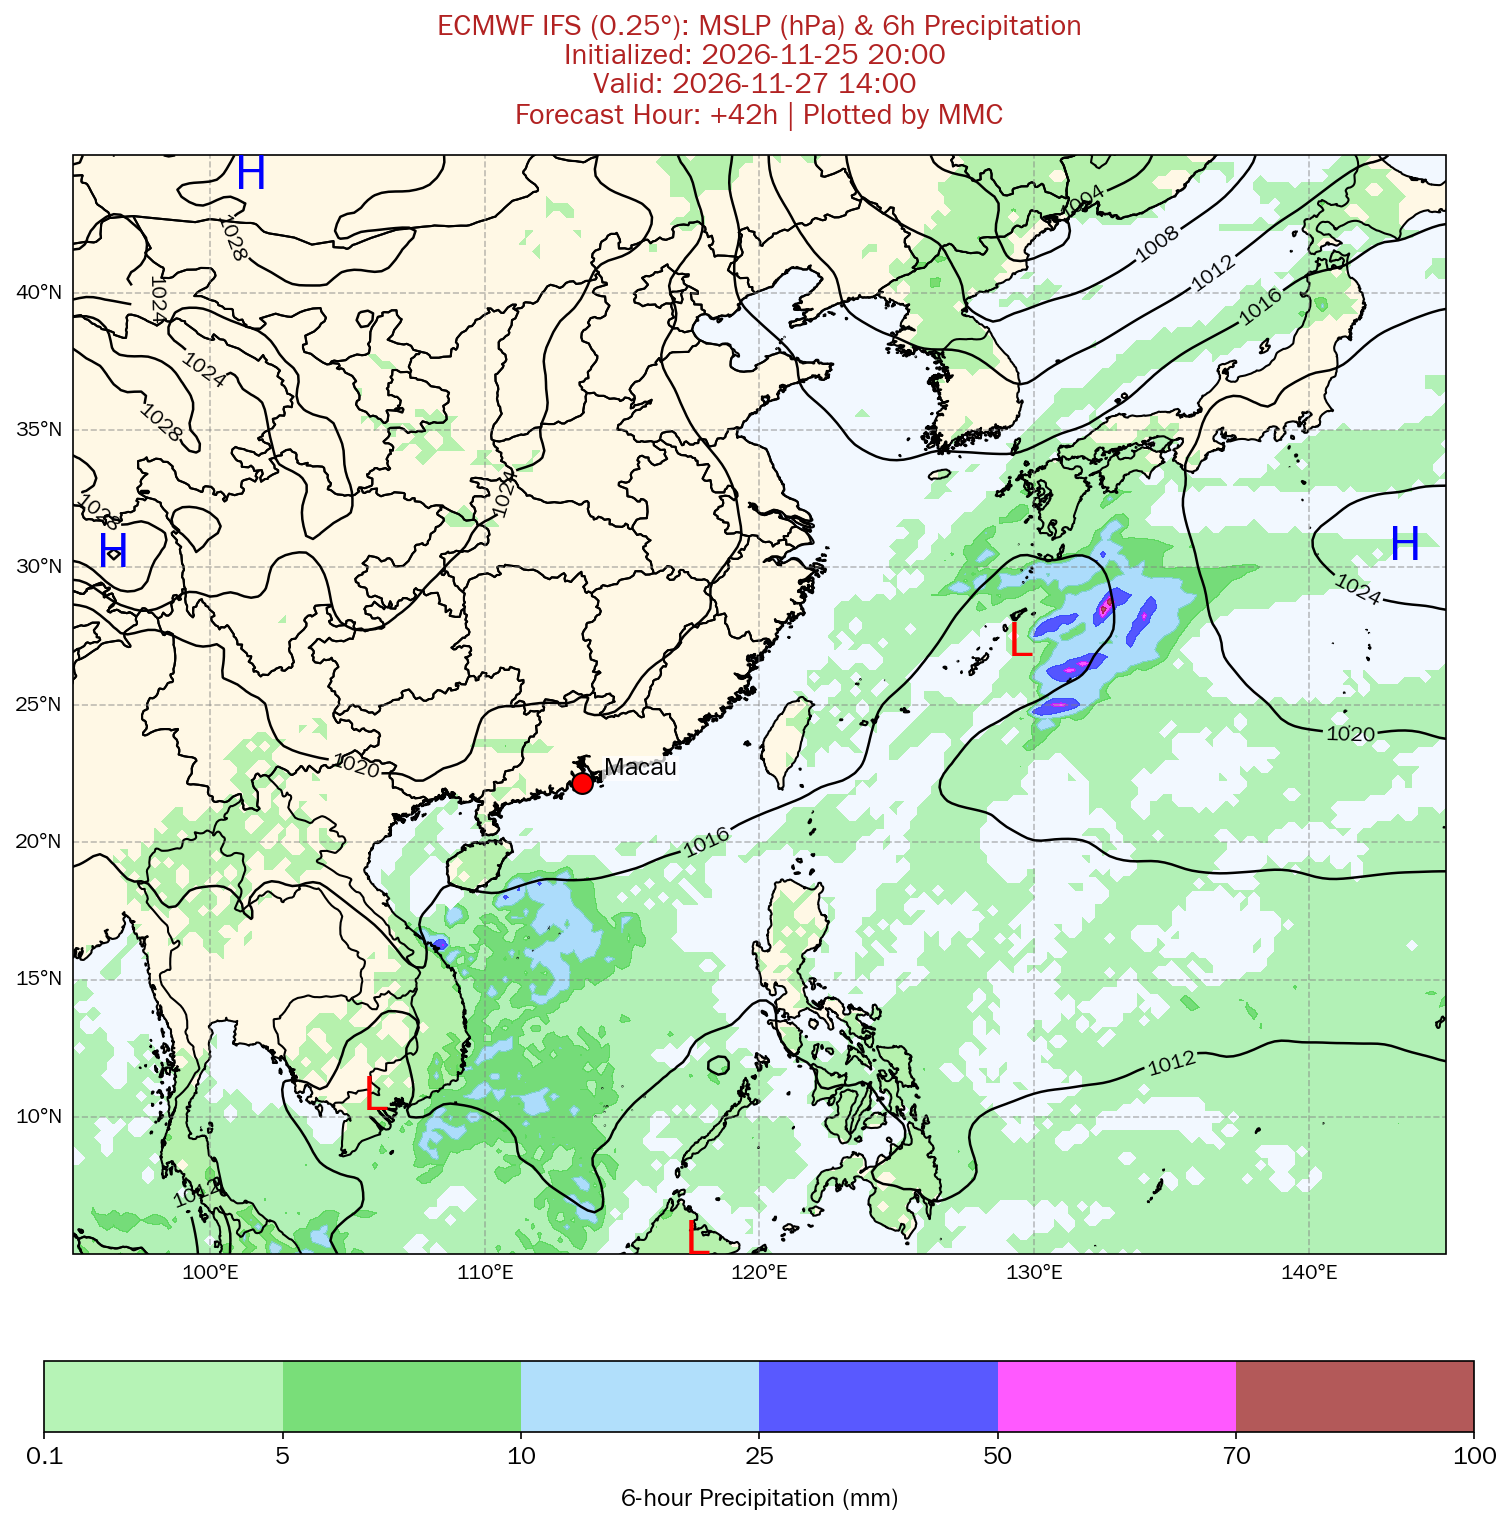 ECMWF IFS (0.25°): MSLP (hPa) & 6h Precipitation
Initialized: 2026-11-25 20:00
Valid: 2026-11-27 14:00
Forecast Hour: +42h | Plotted by MMC
H
1004
1028
1008
1012
1024
1016
40°N
1024
1028
35°N
1024
1028
H
H
30°N
1024
L
25°N
1020
1020
Macau
1016
20°N
15°N
1012
L
10°N
1012
L
100°E 110°E 120°E 130°E 140°E
0.1 5 10 25 50 70 100
6-hour Precipitation (mm)